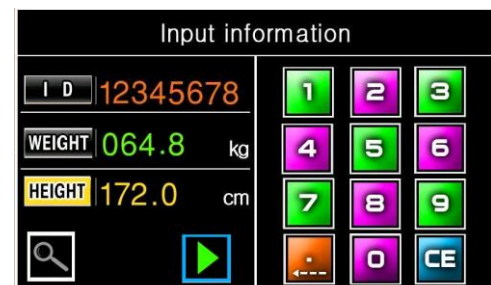 Input information
I D 12345678
WEIGHT 064.8 kg
HEIGHT 172.0 cm
1 2 3
4 5 6
7 8 9
. 0 CE